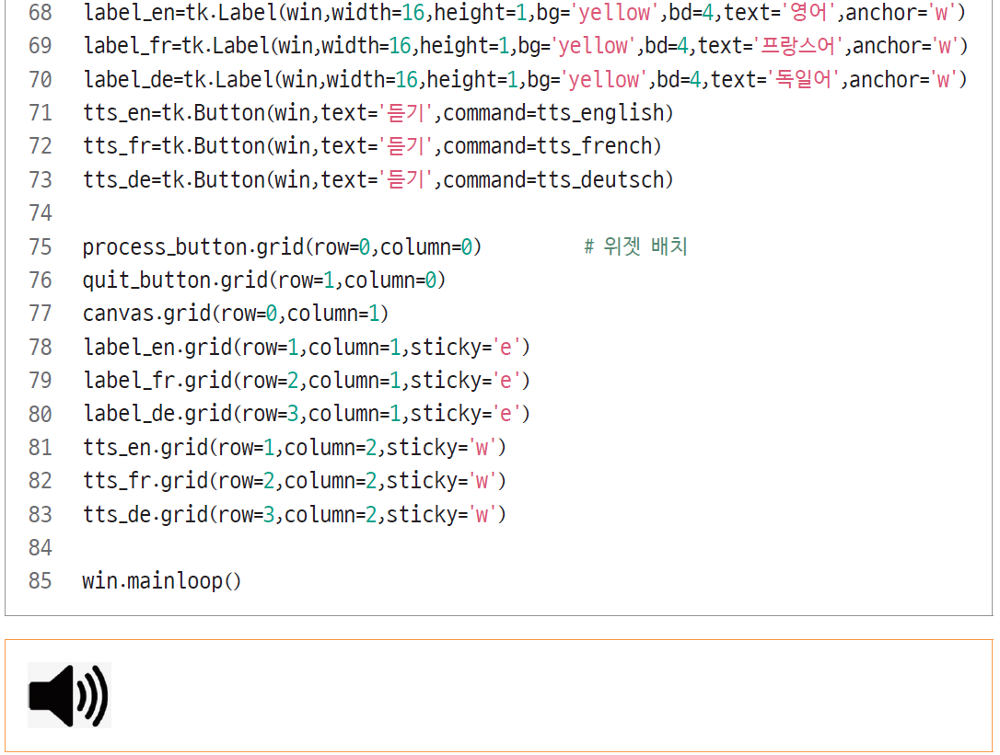 68 label_en=tk.Label(win,width=16,height=1,bg='yellow',bd=4,text='영어',anchor='w')
69 label_fr=tk.Label(win,width=16,height=1,bg='yellow',bd=4,text='프랑스어',anchor='w')
70 label_de=tk.Label(win,width=16,height=1,bg='yellow',bd=4,text='독일어',anchor='w')
71 tts_en=tk.Button(win,text='듣기',command=tts_english)
72 tts_fr=tk.Button(win,text='듣기',command=tts_french)
73 tts_de=tk.Button(win,text='듣기',command=tts_deutsch)
74
75 process_button.grid(row=0,column=0) # 위젯 배치
76 quit_button.grid(row=1,column=0)
77 canvas.grid(row=0,column=1)
78 label_en.grid(row=1,column=1,sticky='e')
79 label_fr.grid(row=2,column=1,sticky='e')
80 label_de.grid(row=3,column=1,sticky='e')
81 tts_en.grid(row=1,column=2,sticky='w')
82 tts_fr.grid(row=2,column=2,sticky='w')
83 tts_de.grid(row=3,column=2,sticky='w')
84
85 win.mainloop()